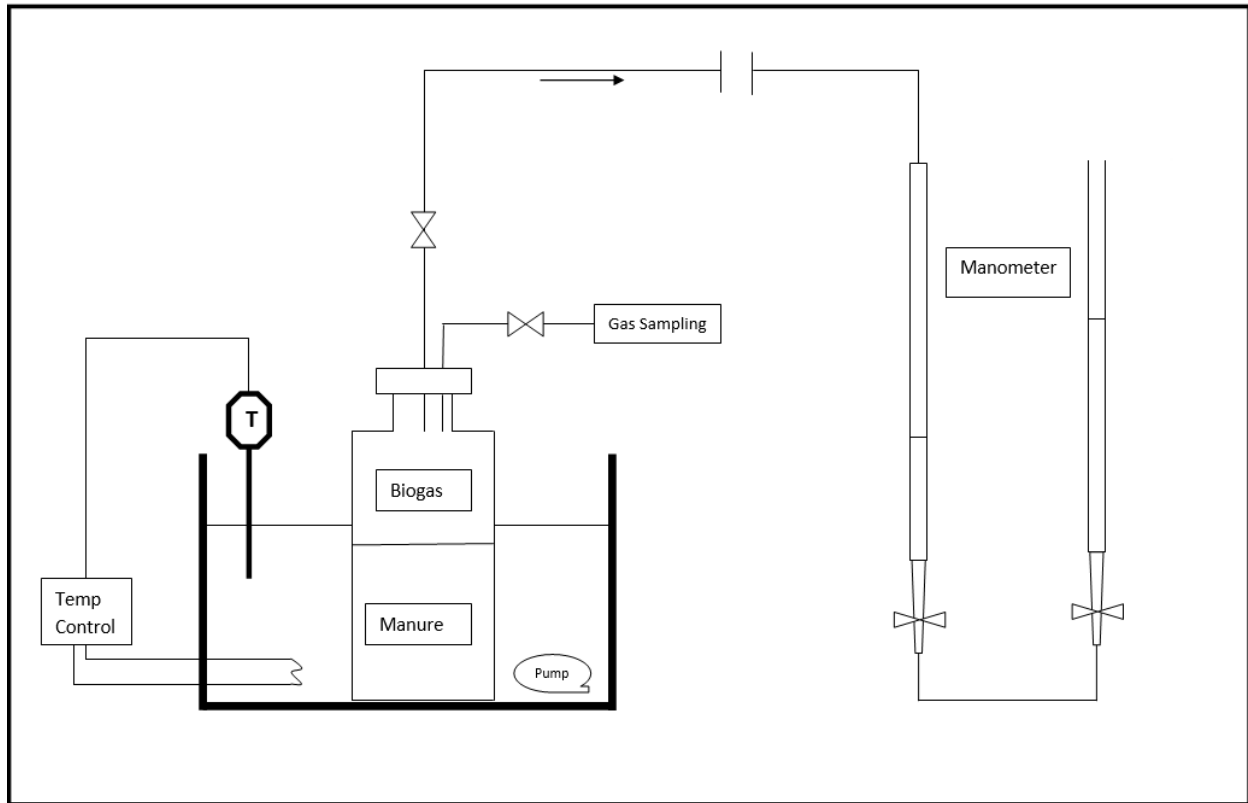 Manometer
Gas Sampling
T
Biogas
Temp
Control
Manure
Pump